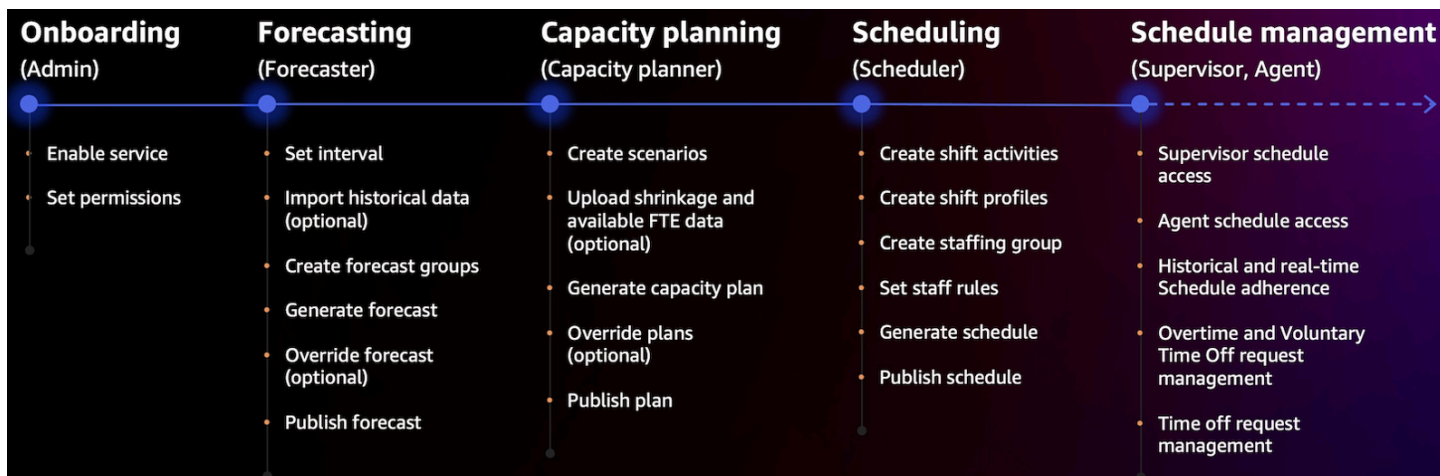 Onboarding
(Admin)
Enable service
Set permissions
Forecasting
(Forecaster)
Set interval
Import historical data
(optional)
Create forecast groups
Generate forecast
Override forecast
(optional)
Publish forecast
Capacity planning
(Capacity planner)
Create scenarios
Upload shrinkage and
available FTE data
(optional)
Generate capacity plan
Override plans
(optional)
Publish plan
Scheduling
(Scheduler)
Create shift activities
Create shift profiles
Create staffing group
Set staff rules
Generate schedule
Publish schedule
Schedule management
(Supervisor, Agent)
Supervisor schedule
access
Agent schedule access
Historical and real-time
Schedule adherence
Overtime and Voluntary
Time Off request
management
Time off request
management